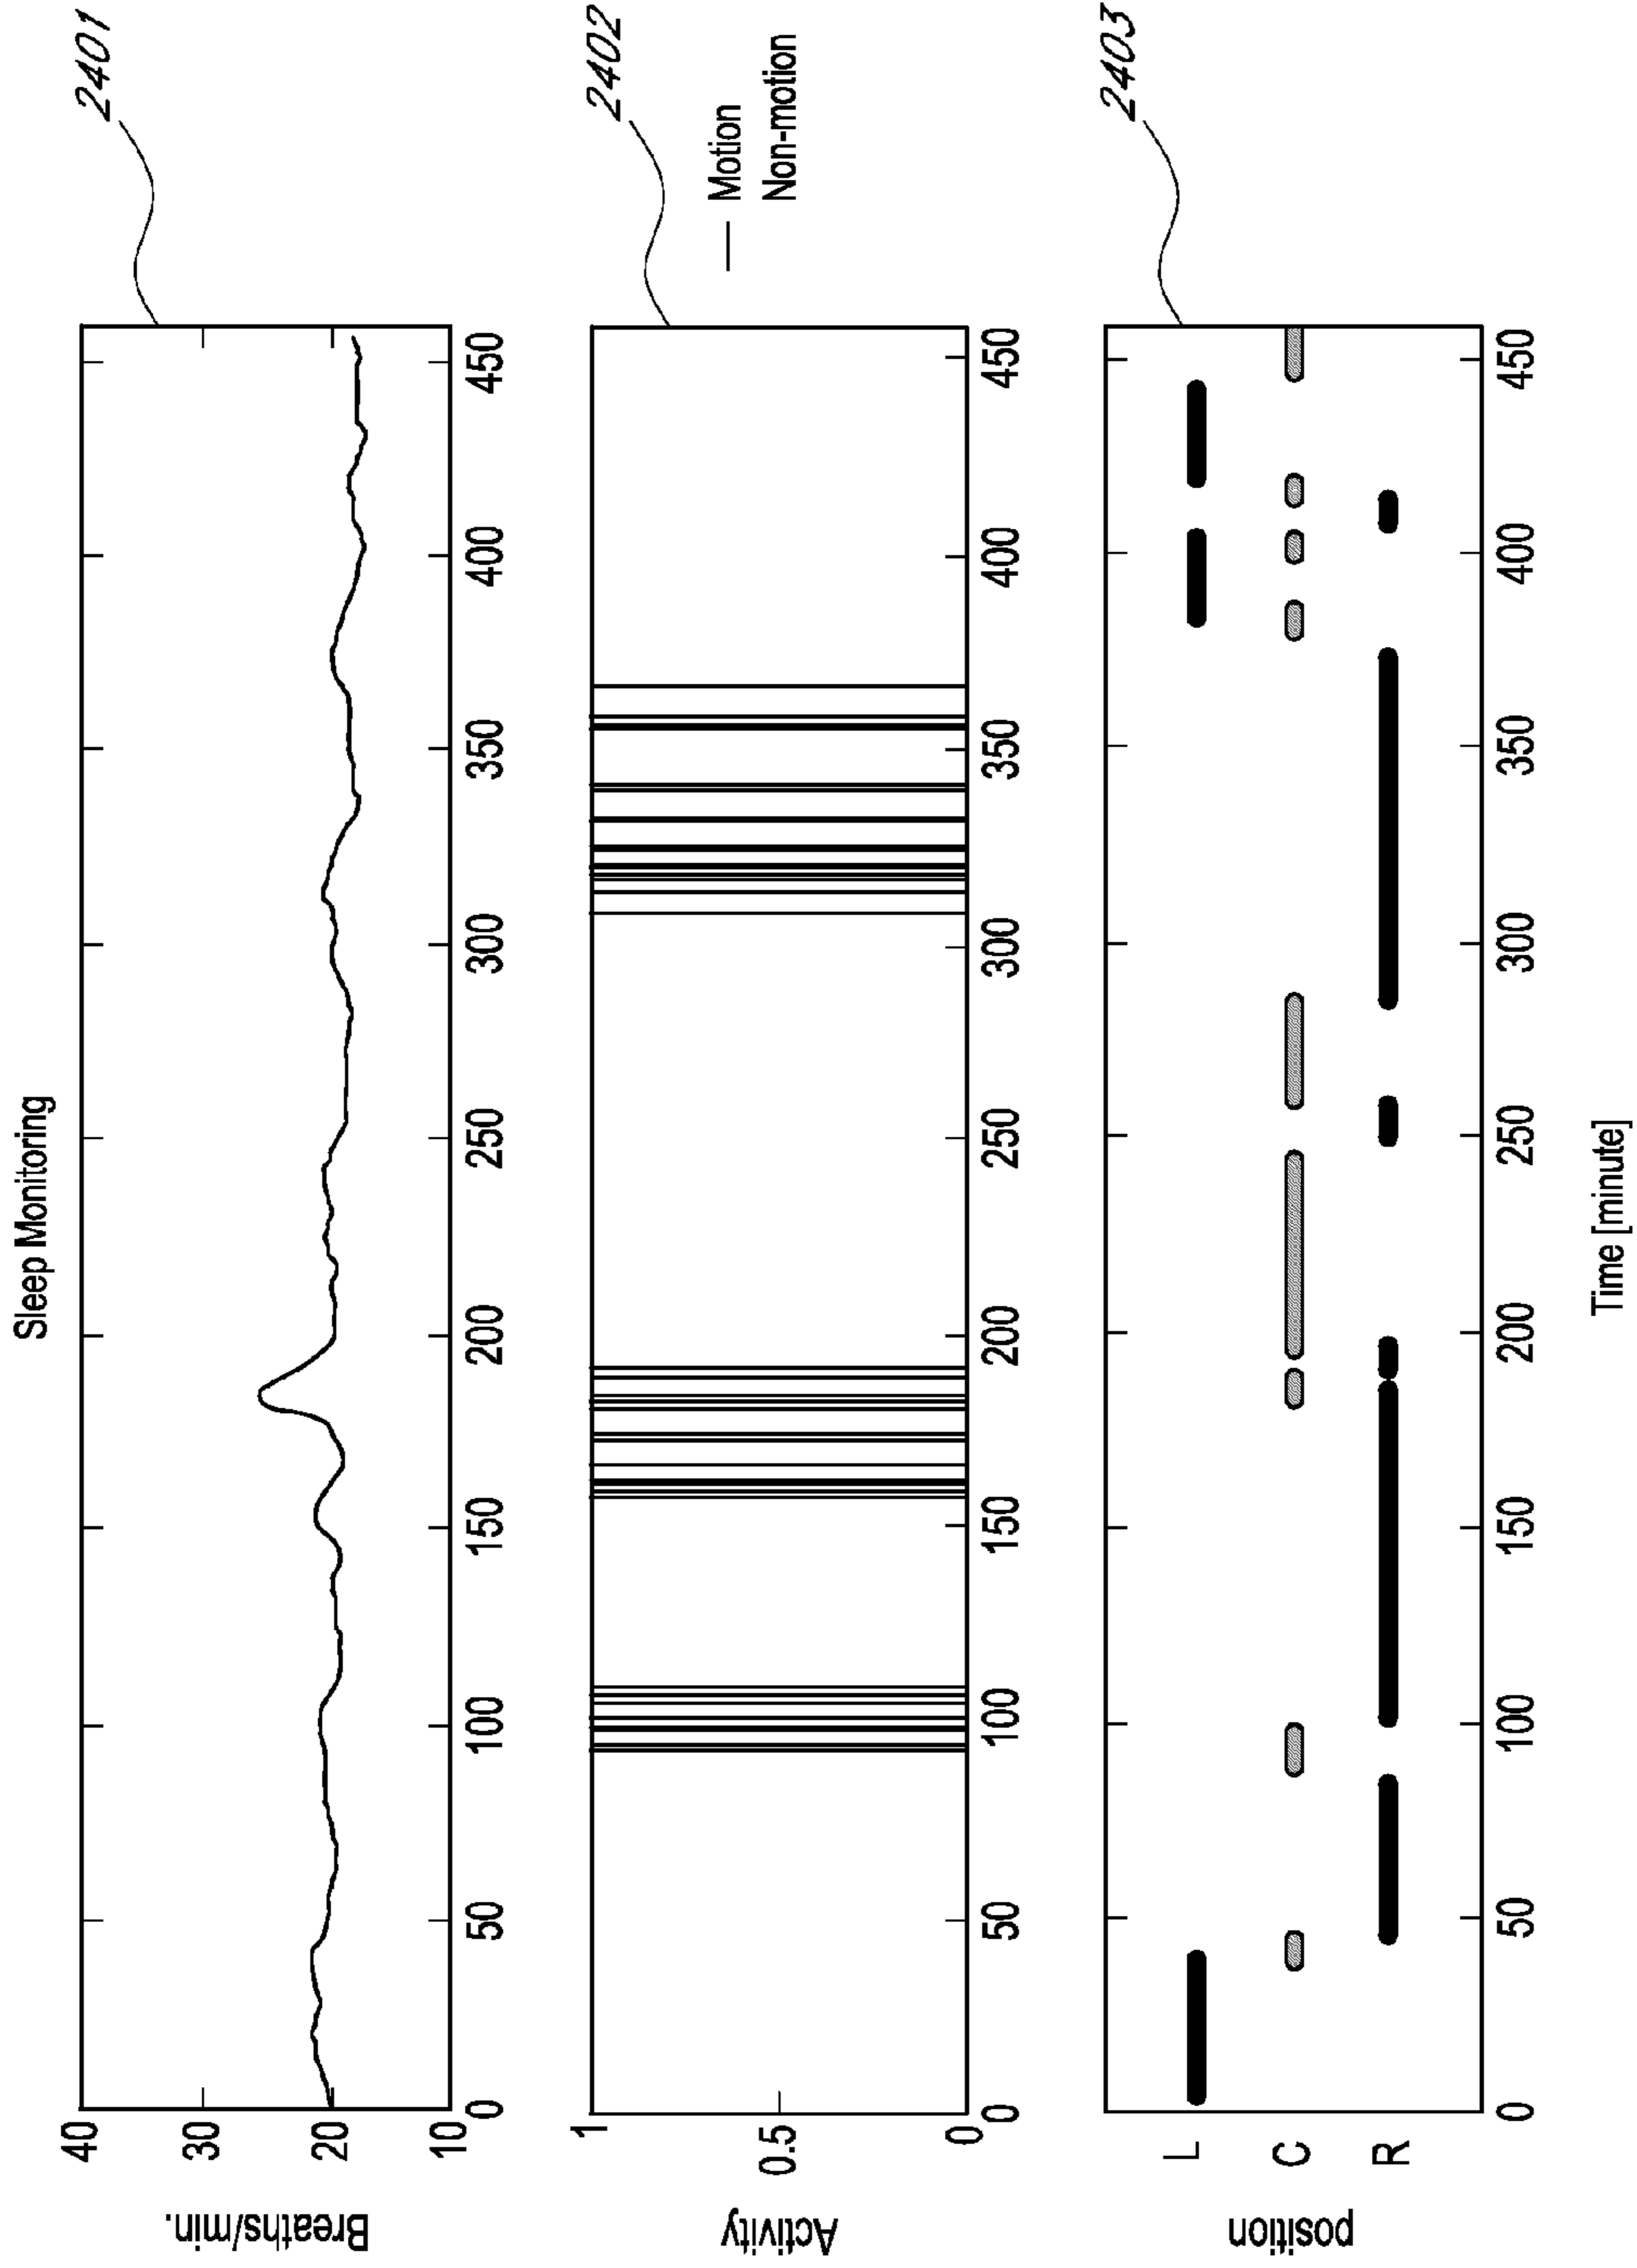 Sleep Monitoring
2401
Breaths/min.
40
30
20
10
0 50 100 150 200 250 300 350 400 450
2402
Activity
1
0.5
0
0 50 100 150 200 250 300 350 400 450
Motion
Non-motion
2403
position
L
C
R
0 50 100 150 200 250 300 350 400 450
Time [minute]